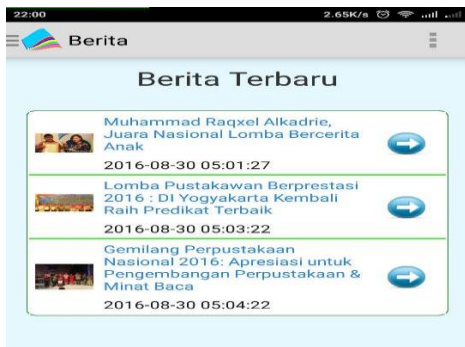 22:00 2.65K/s
Berita
Berita Terbaru
Muhammad Raqxel Alkadrie,
Juara Nasional Lomba Bercerita
Anak
2016-08-30 05:01:27
Lomba Pustakawan Berprestasi
2016 : DI Yogyakarta Kembali
Raih Predikat Terbaik
2016-08-30 05:03:22
Gemilang Perpustakaan
Nasional 2016: Apresiasi untuk
Pengembangan Perpustakaan &
Minat Baca
2016-08-30 05:04:22